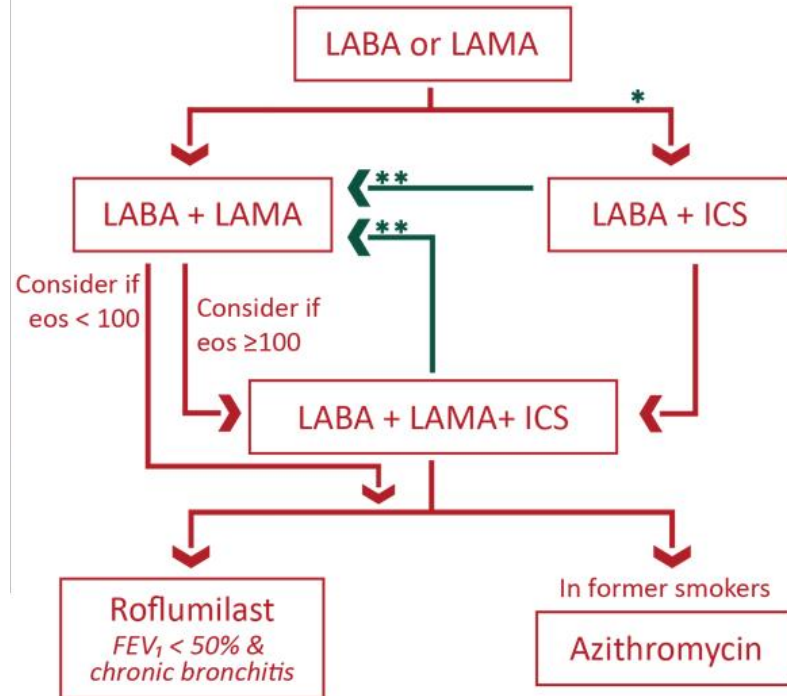 LABA or LAMA
*
**
LABA + LAMA
LABA + ICS
**
Consider if
eos < 100
Consider if
eos ≥100
LABA + LAMA+ ICS
Roflumilast
FEV₁ < 50% &
chronic bronchitis
In former smokers
Azithromycin